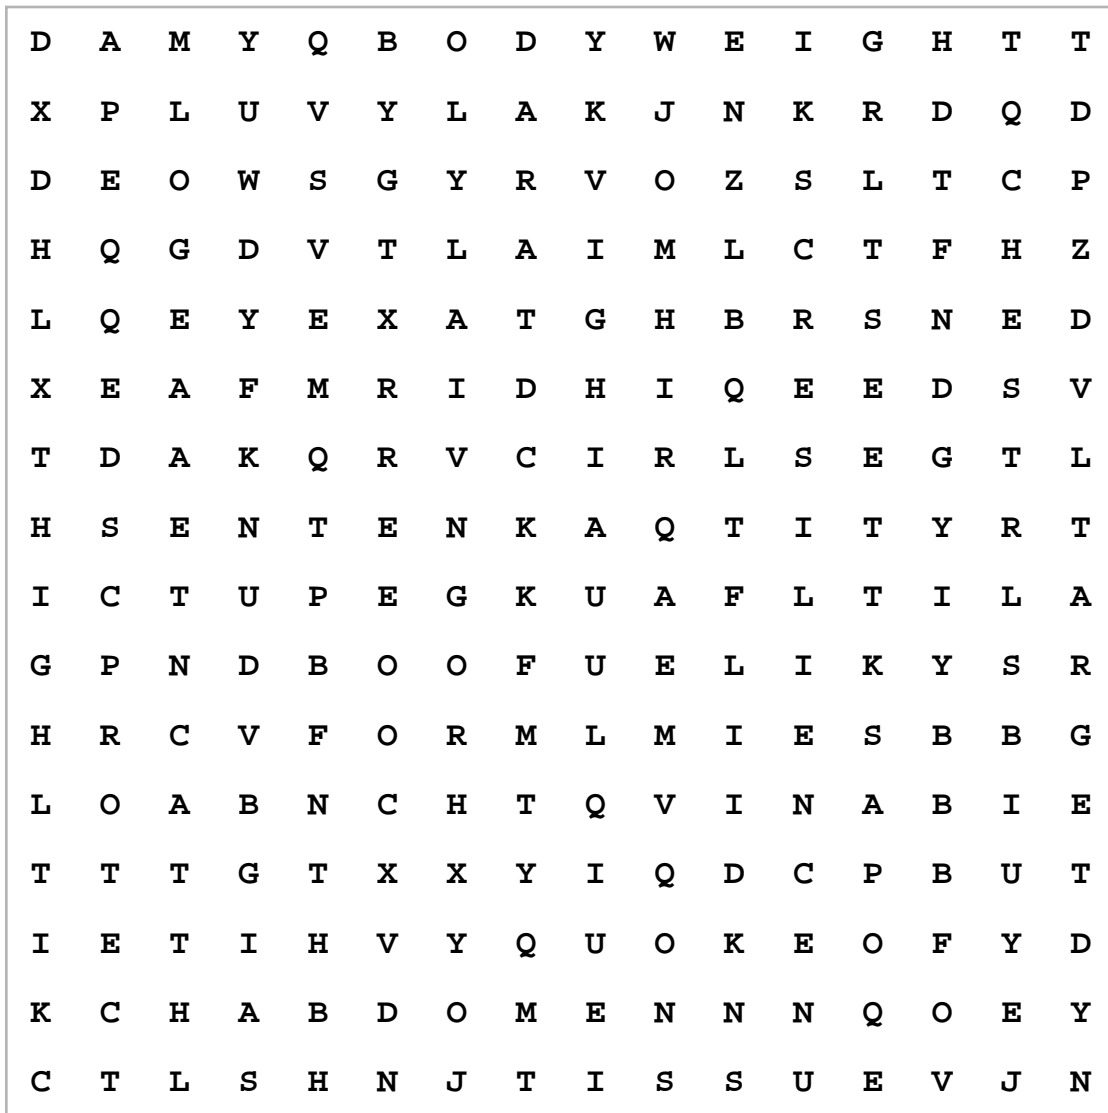 D A M Y Q B O D Y W E I G H T T
X P L U V Y L A K J N K R D Q D
D E O W S G Y R V O Z S L T C P
H Q G D V T L A I M L C T F H Z
L Q E Y E X A T G H B R S N E D
X E A F M R I D H I Q E E D S V
T D A K Q R V C I R L S E G T L
H S E N T E N K A Q T I T Y R T
I C T U P E G K U A F L T I L A
G P N D B O O F U E L I K Y S R
H R C V F O R M L M I E S B B G
L O A B N C H T Q V I N A B I E
T T T G T X X Y I Q D C P B U T
I E T I H V Y Q U O K E O F Y D
K C H A B D O M E N N N Q O E Y
C T L S H N J T I S S U E V J N